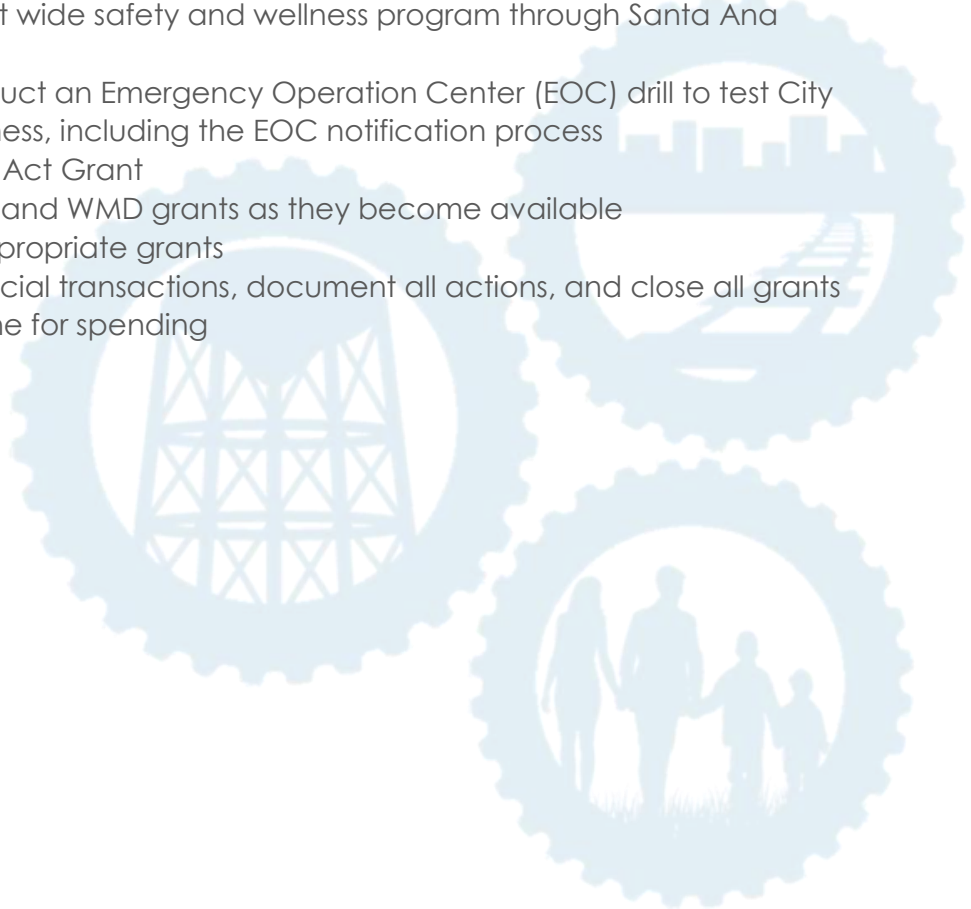 t wide safety and wellness program through Santa Ana
uct an Emergency Operation Center (EOC) drill to test City
ness, including the EOC notification process
Act Grant
and WMD grants as they become available
propriate grants
cial transactions, document all actions, and close all grants
ne for spending